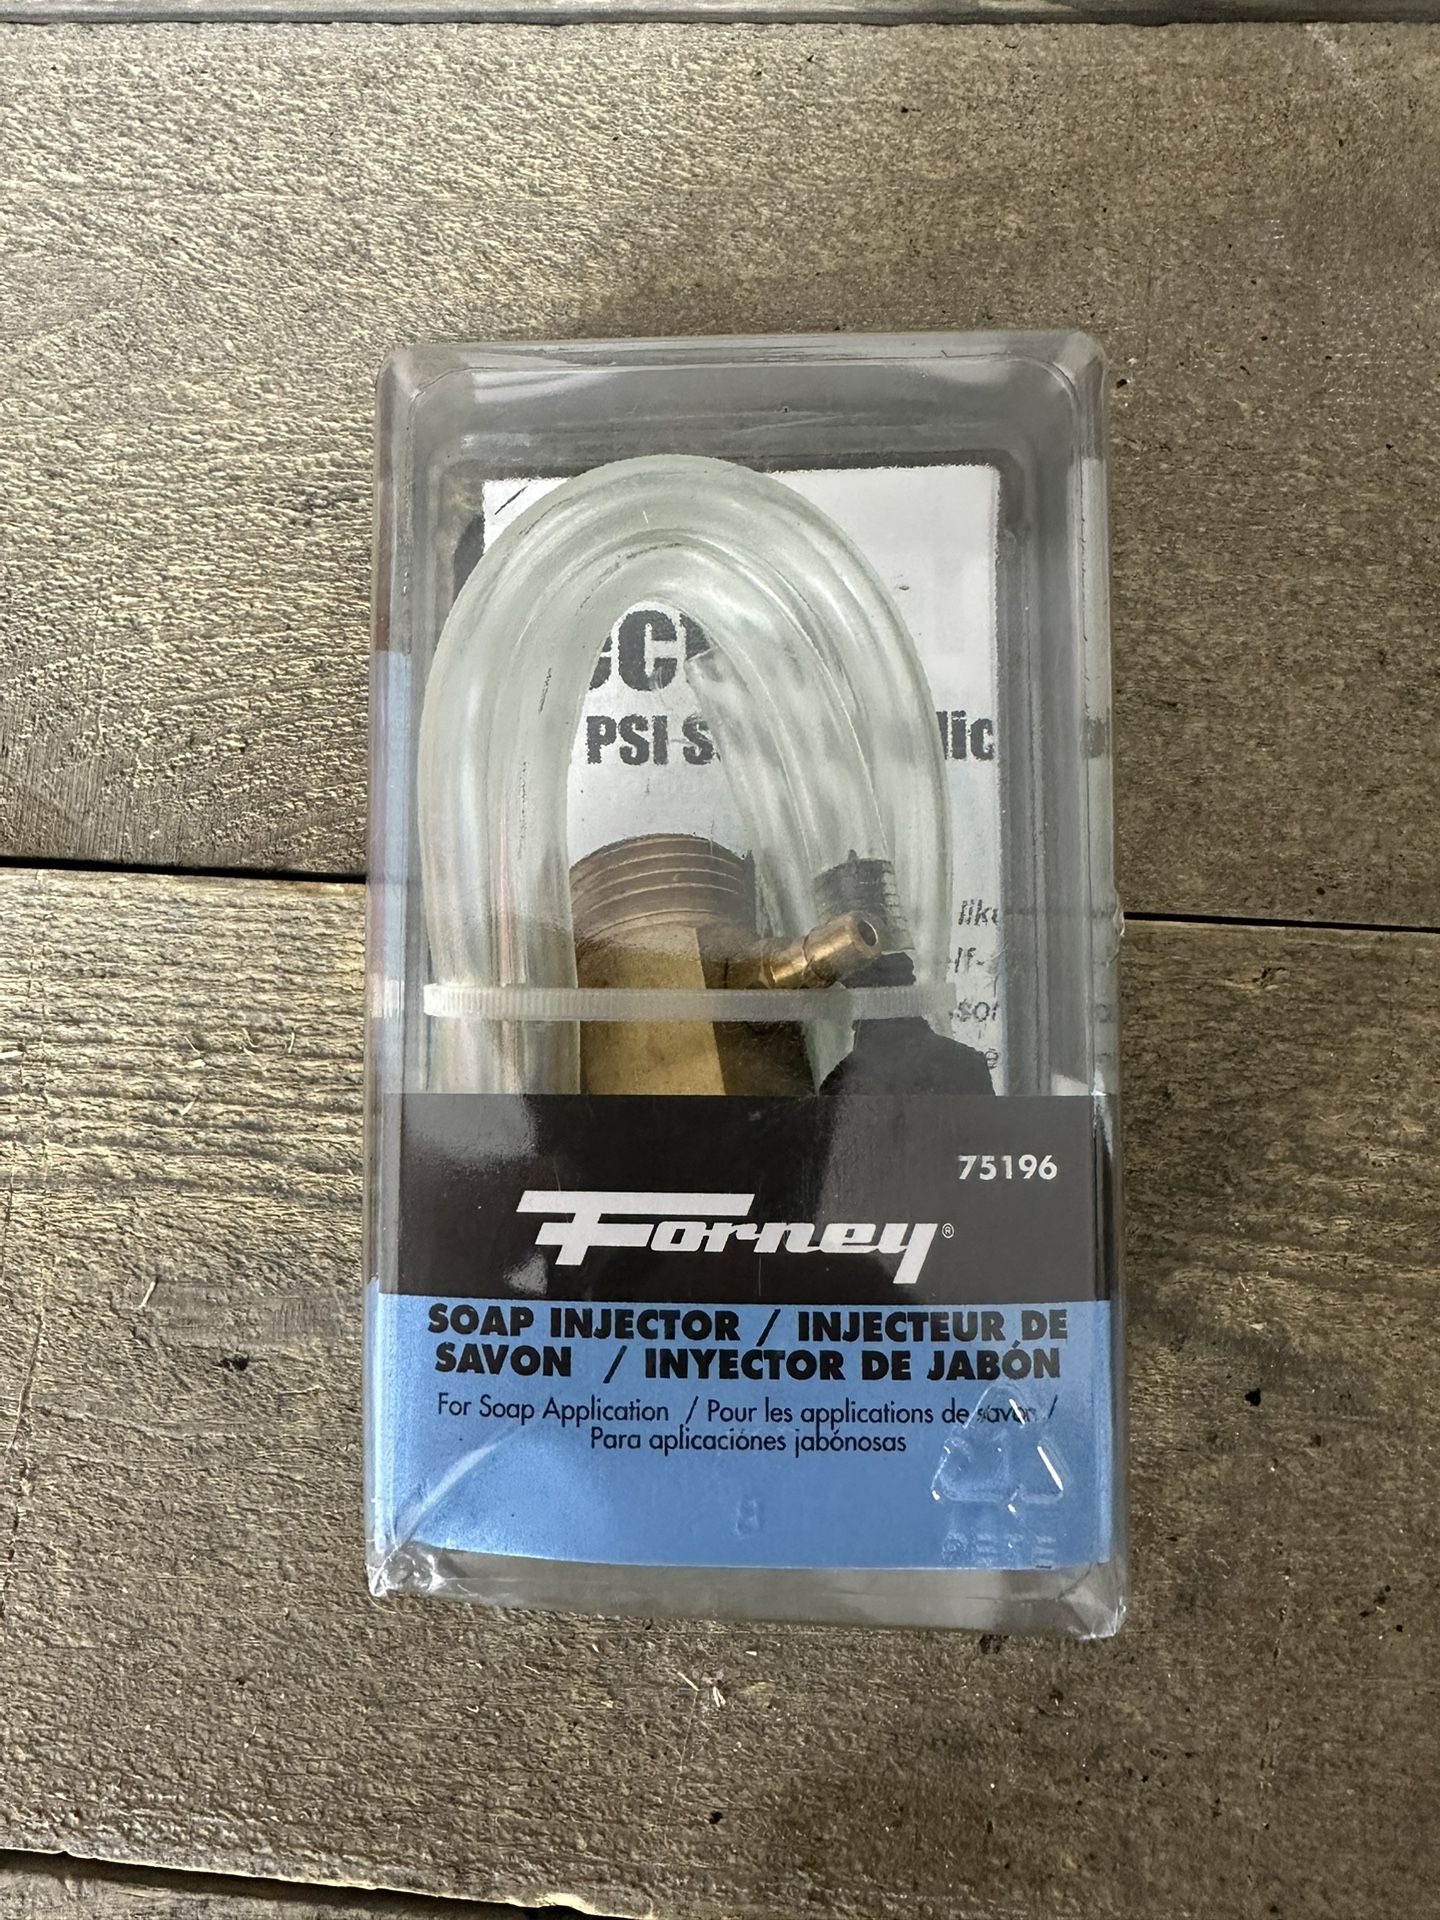 PSI
75196
Forney®
SOAP INJECTOR / INJECTEUR DE
SAVON / INYECTOR DE JABÓN
For Soap Application / Pour les applications de savon /
Para aplicaciónes jabónosas